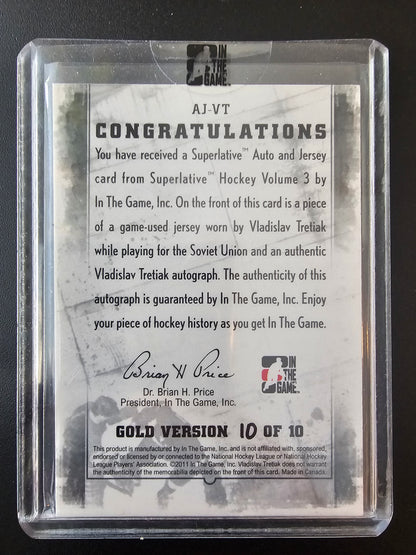 IN
THE
GAME
AJ-VT
CONGRATULATIONS
You have received a Superlative™ Auto and Jersey
card from Superlative™ Hockey Volume 3 by
In The Game, Inc. On the front of this card is a piece
of a game-used jersey worn by Vladislav Tretiak
while playing for the Soviet Union and an authentic
Vladislav Tretiak autograph. The authenticity of this
autograph is guaranteed by In The Game, Inc. Enjoy
your piece of hockey history as you get In The Game.
Brian H Price
Dr. Brian H. Price
President, In The Game, Inc.
IN
THE
GAME
GOLD VERSION 10 OF 10
This product is manufactured by In The Game, Inc. and is not affiliated with, sponsored,
endorsed or licensed by or connected to the National Hockey League of National Hockey
League Players' Association. ©2011 In The Game, Inc. Vladislav Tretiak does not warrant
the authenticity of the memorabilia depicted on the front of this card. Made in Canada.